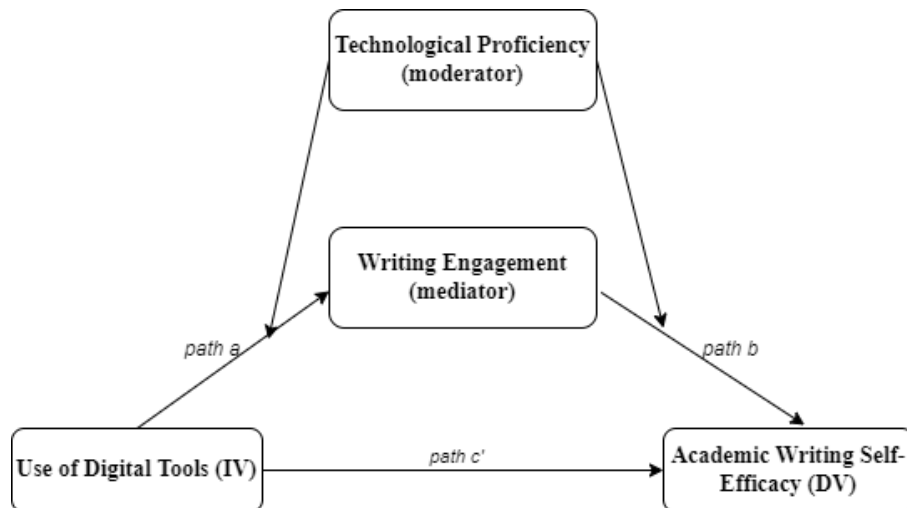 Technological Proficiency
(moderator)
Writing Engagement
(mediator)
path a
path b
Use of Digital Tools (IV)
path c'
Academic Writing Self-
Efficacy (DV)